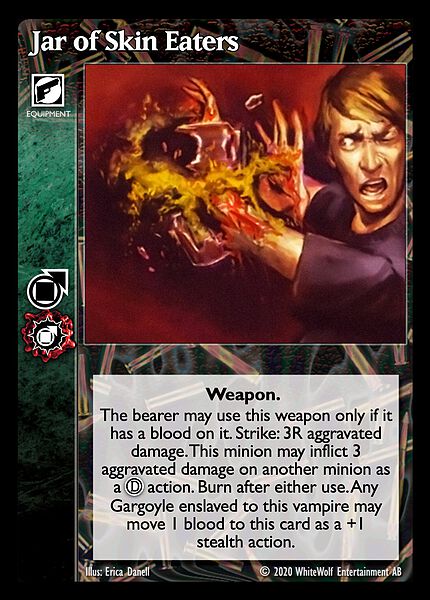 Jar of Skin Eaters
EQUIPMENT
Weapon.
The bearer may use this weapon only if it
has a blood on it. Strike: 3R aggravated
damage. This minion may inflict 3
aggravated damage on another minion as
a Ⓓ action. Burn after either use. Any
Gargoyle enslaved to this vampire may
move 1 blood to this card as a +1
stealth action.
Illus: Erica Danell
© 2020 WhiteWolf Entertainment AB